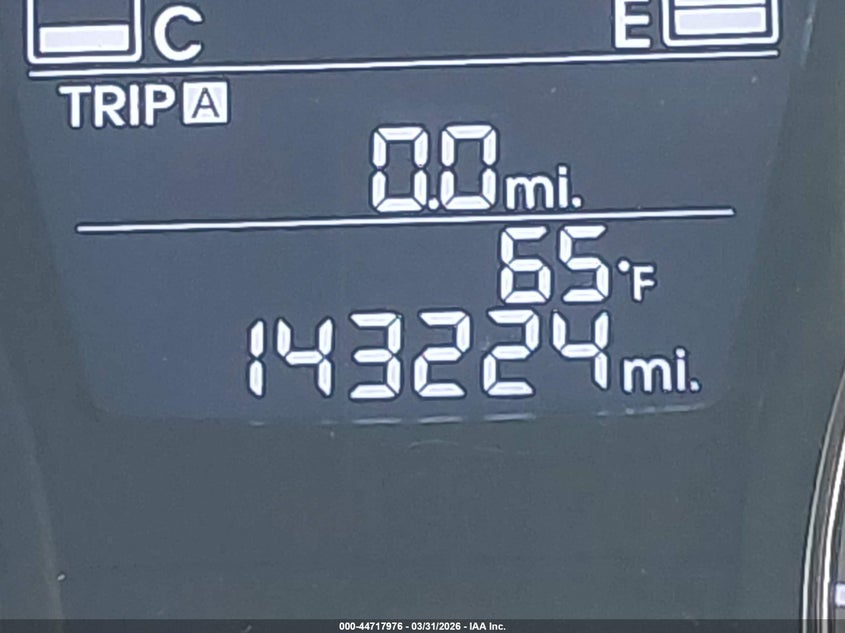 C E
TRIP A
0.0 mi.
65°F
143224 mi.
000-44717976 - 03/31/2026 - IAA Inc.